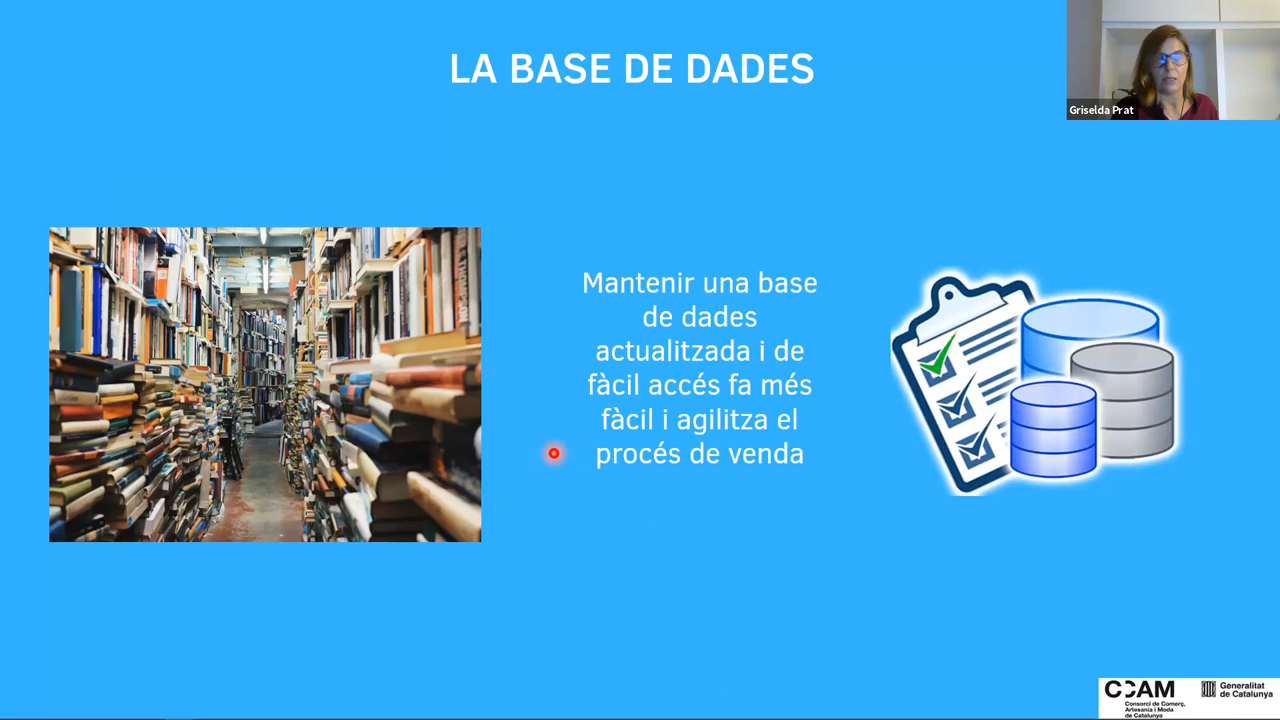 LA BASE DE DADES
Griselda Prat
Mantenir una base
de dades
actualitzada i de
fàcil accés fa més
fàcil i agilitza el
procés de venda
CCAM
Consorci de Comerç,
Artesania i Moda
de Catalunya
Generalitat
de Catalunya